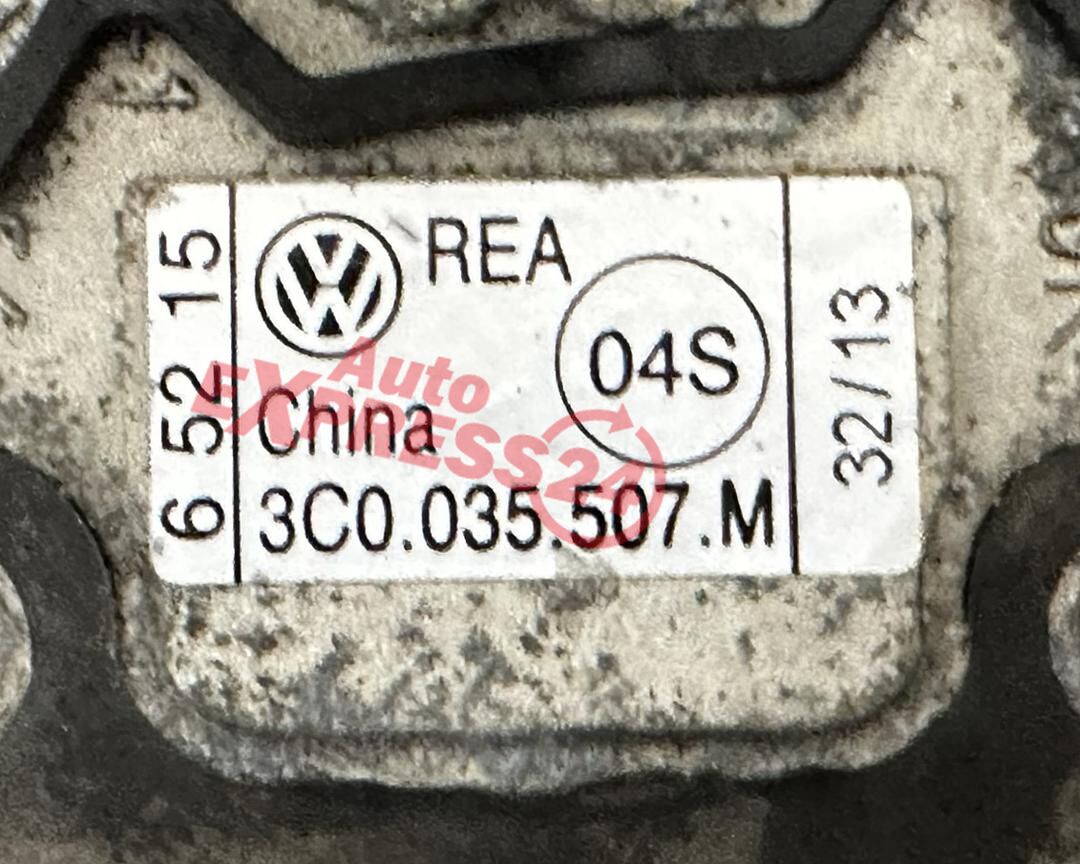 6 52 15
REA
04S
China
3C0.035.507.M
32/13
Auto
EXPRESS24